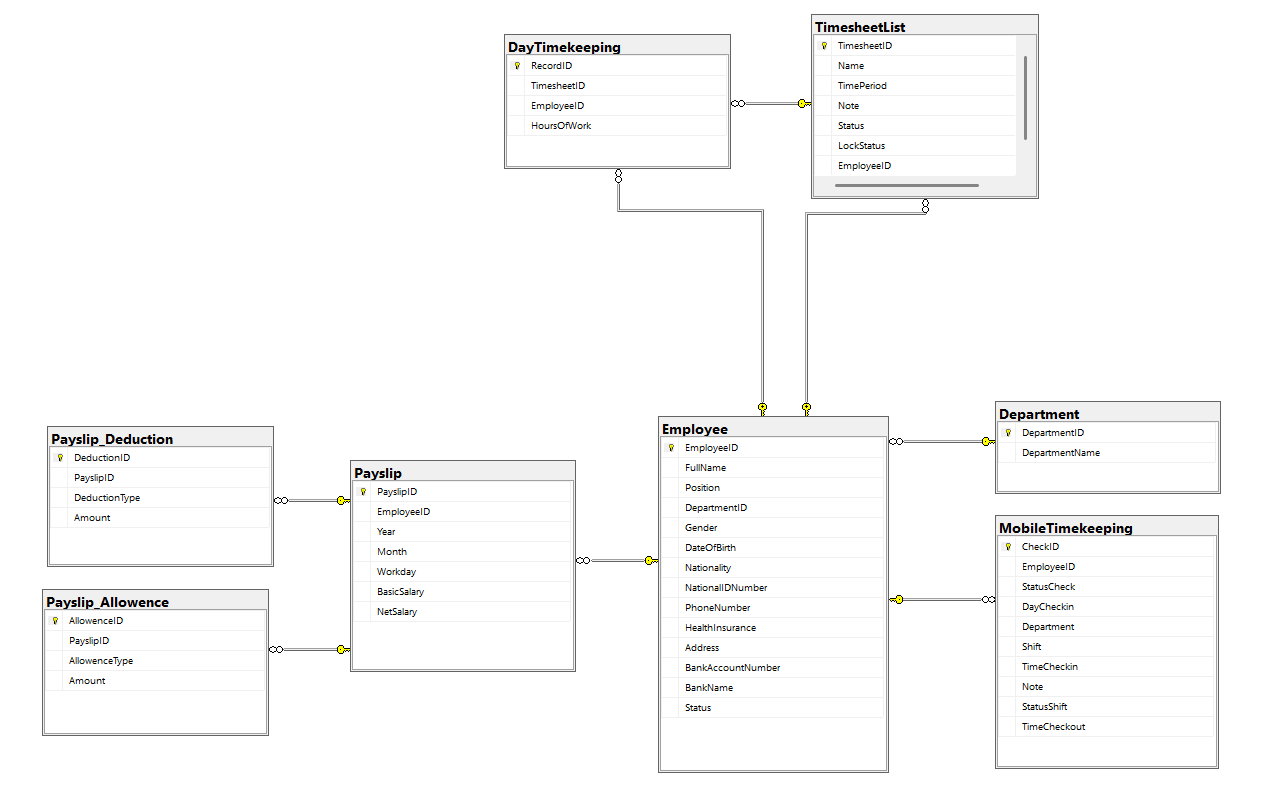 DayTimekeeping
RecordID
TimesheetID
EmployeeID
HoursOfWork
TimesheetList
TimesheetID
Name
TimePeriod
Note
Status
LockStatus
EmployeeID
Payslip_Deduction
DeductionID
PayslipID
DeductionType
Amount
Payslip_Allowence
AllowenceID
PayslipID
AllowenceType
Amount
Payslip
PayslipID
EmployeeID
Year
Month
Workday
BasicSalary
NetSalary
Employee
EmployeeID
FullName
Position
DepartmentID
Gender
DateOfBirth
Nationality
NationalIDNumber
PhoneNumber
HealthInsurance
Address
BankAccountNumber
BankName
Status
Department
DepartmentID
DepartmentName
MobileTimekeeping
CheckID
EmployeeID
StatusCheck
DayCheckin
Department
Shift
TimeCheckin
Note
StatusShift
TimeCheckout